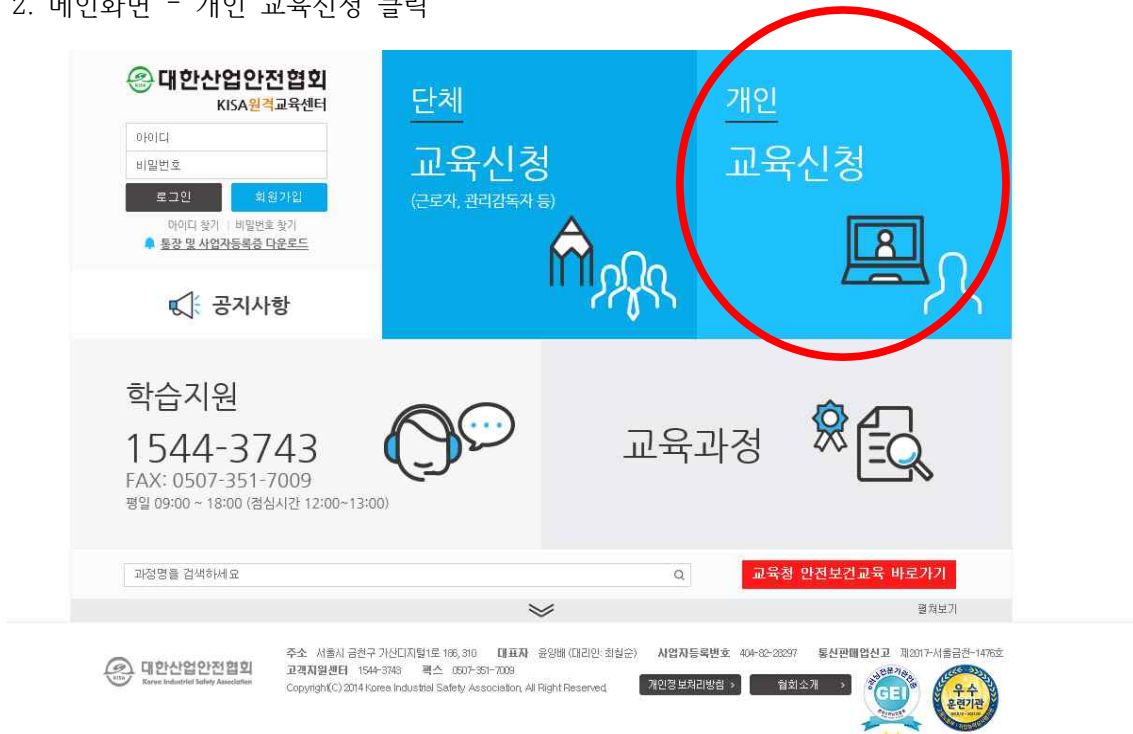 2. 메인화면 - 개인 교육신청 클릭
대한산업안전협회
KISA원격교육센터
아이디
비밀번호
로그인
회원가입
아이디 찾기 | 비밀번호 찾기
통장 및 사업자등록증 다운로드
공지사항
단체
교육신청
(근로자, 관리감독자 등)
개인
교육신청
학습지원
1544-3743
FAX: 0507-351-7009
평일 09:00 ~ 18:00 (점심시간 12:00~13:00)
교육과정
과정명을 검색하세요
교육청 안전보건교육 바로가기
펼쳐보기
대한산업안전협회
Korea Industrial Safety Association
주소 서울시 금천구 가산디지털1로 186, 310 대표자 윤양배 (대리인: 최철순) 사업자등록번호 404-82-28297 통신판매업신고 제2017-서울금천-1476호
고객지원센터 1544-3743 팩스 0507-351-7009
Copyright(C) 2014 Korea Industrial Safety Association, All Right Reserved.
개인정보처리방침 >
협회소개 >
GEI
우수
훈련기관